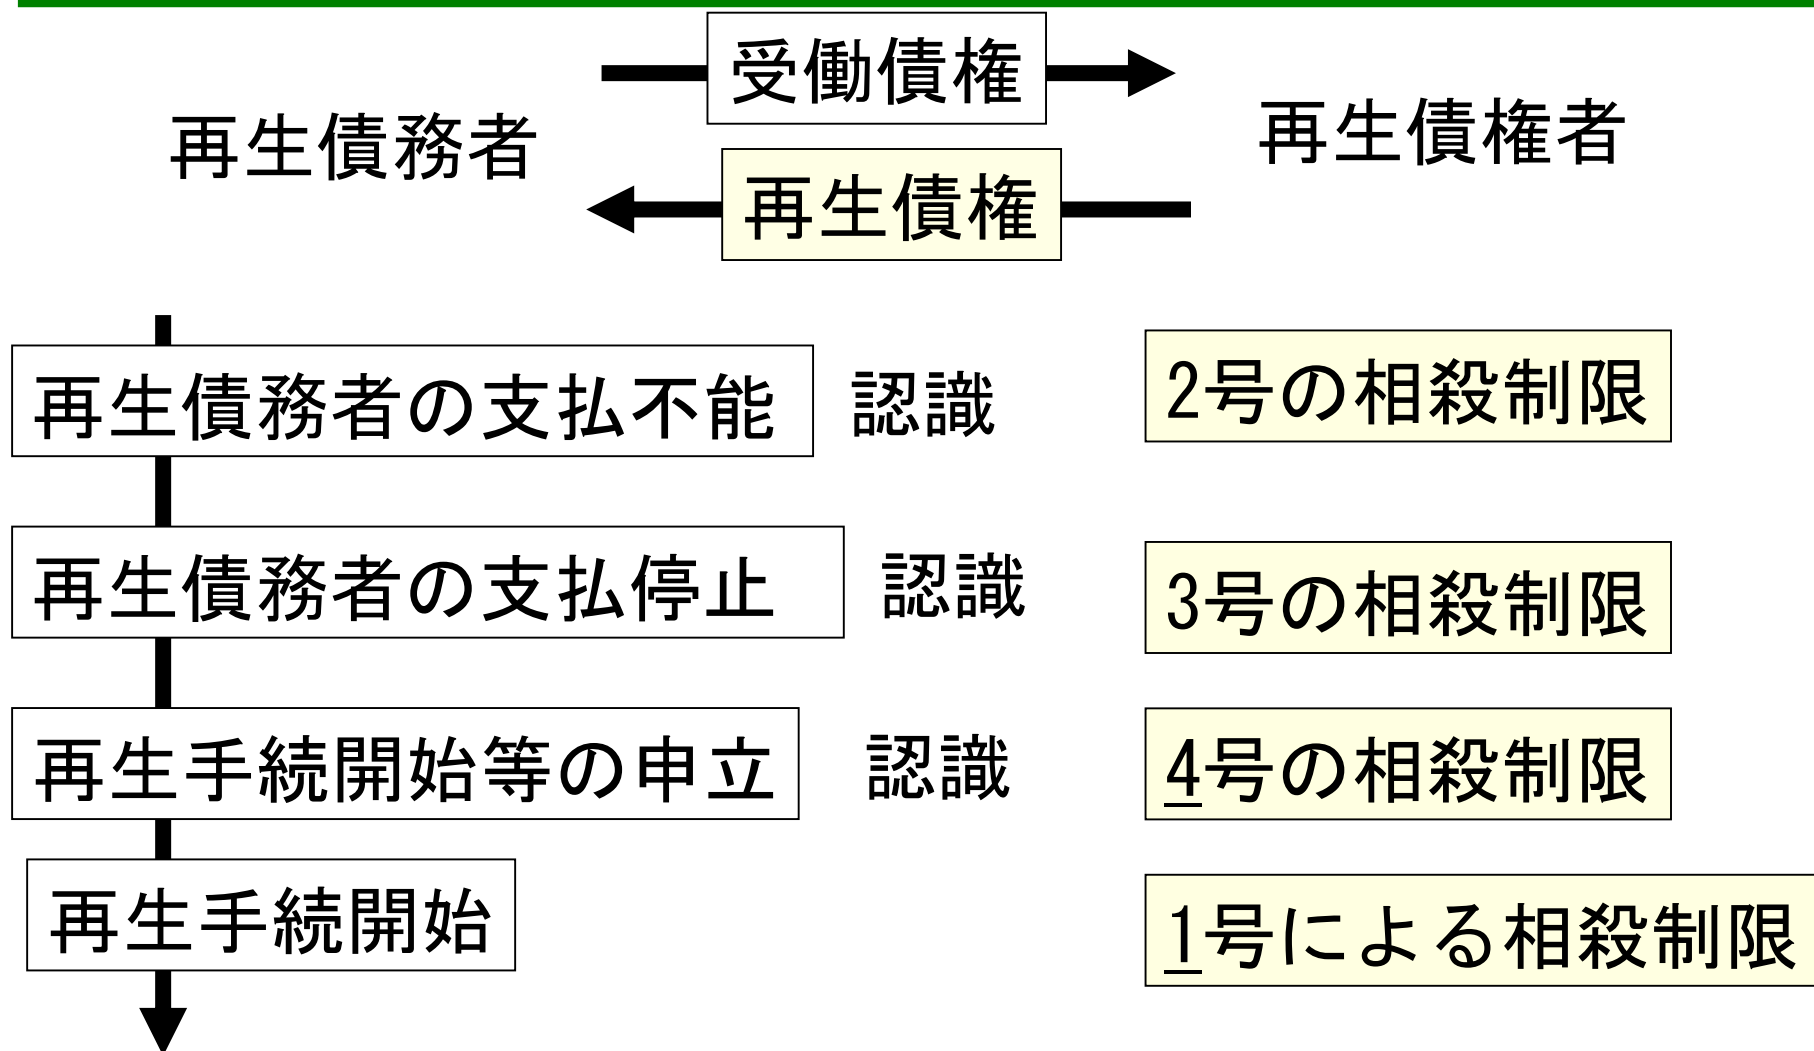 受働債権
再生債務者
再生債権者
再生債権
再生債務者の支払不能 認識
2号の相殺制限
再生債務者の支払停止 認識
3号の相殺制限
再生手続開始等の申立 認識
4号の相殺制限
再生手続開始
1号による相殺制限